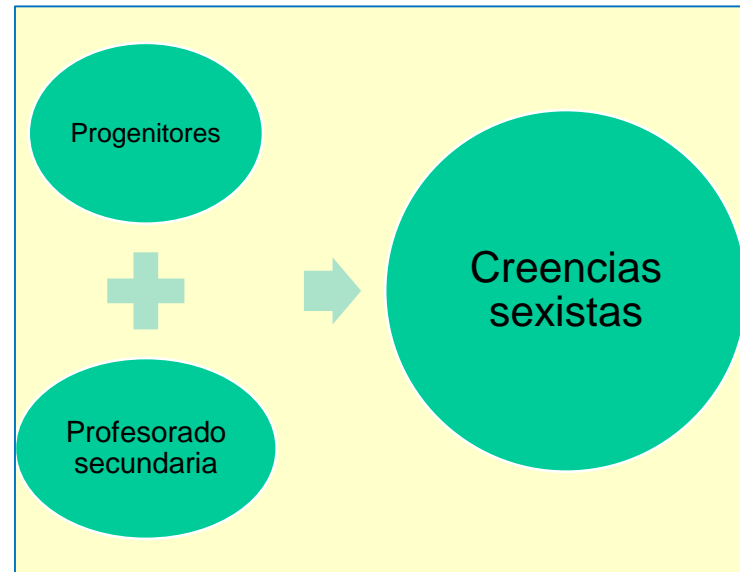 Progenitores
Profesorado
secundaria
Creencias
sexistas